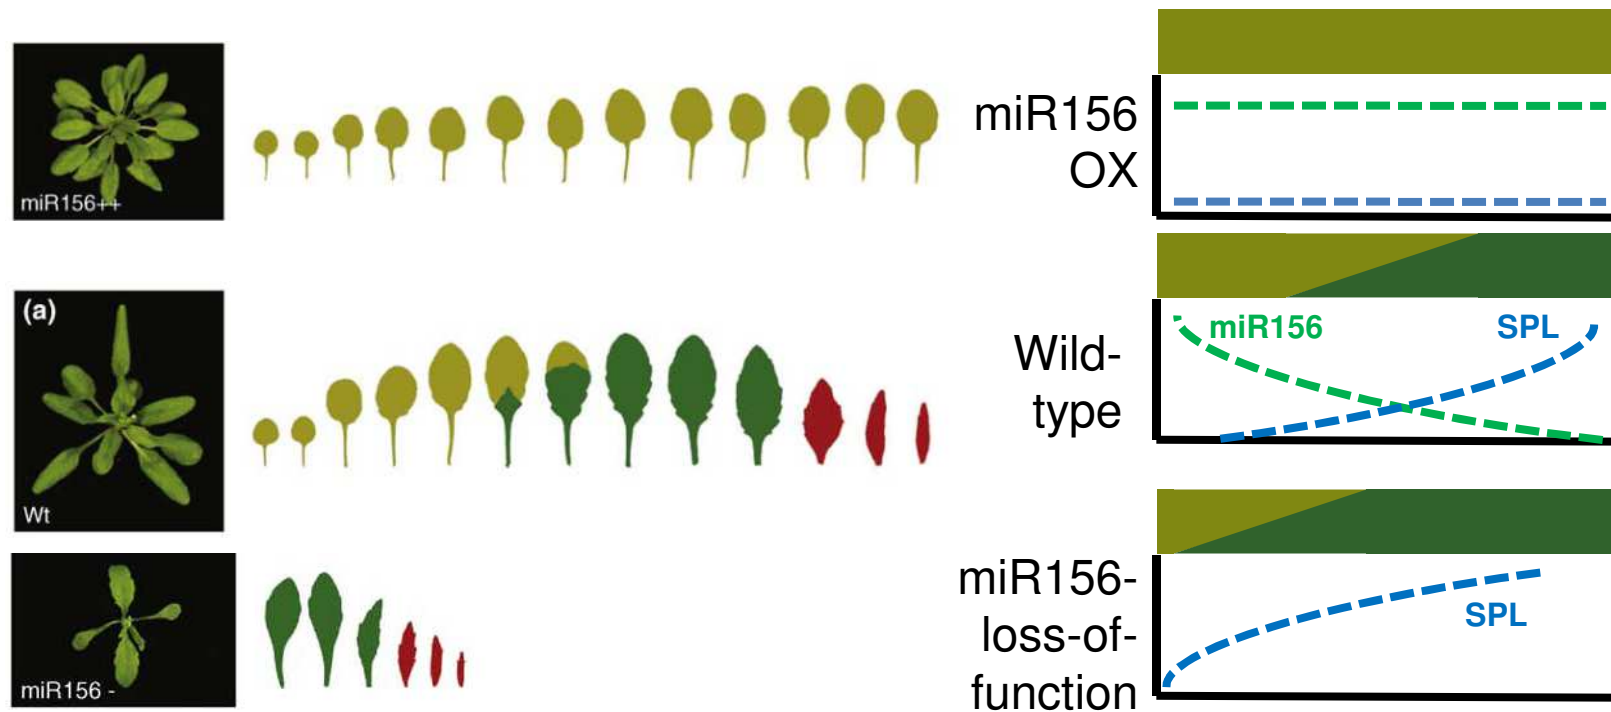 miR156++
miR156
OX
(a)
Wt
Wild-
type
miR156
SPL
miR156 -
miR156-
loss-of-
function
SPL